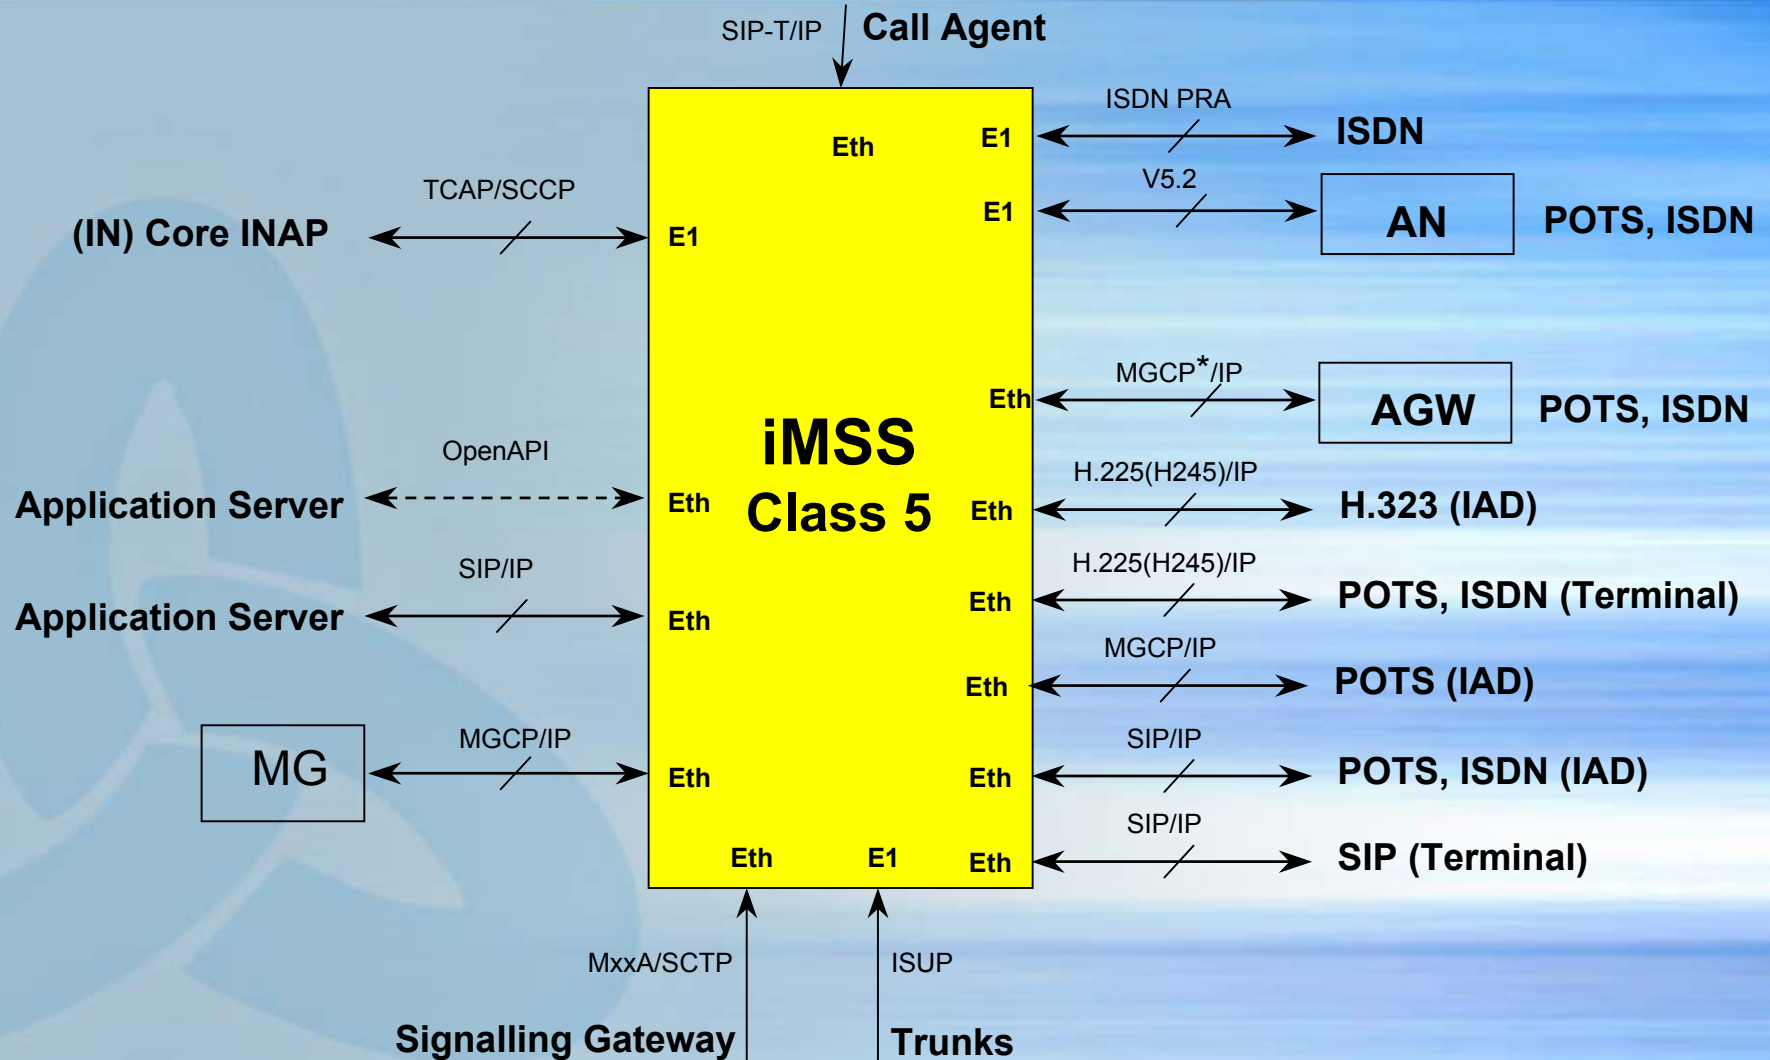 SIP-T/IP
Call Agent
Eth
E1
ISDN PRA
ISDN
TCAP/SCCP
(IN) Core INAP
E1
E1
V5.2
AN
POTS, ISDN
Eth
MGCP*/IP
AGW
POTS, ISDN
iMSS
Class 5
OpenAPI
Application Server
Eth
Eth
H.225(H245)/IP
H.323 (IAD)
SIP/IP
Application Server
Eth
Eth
H.225(H245)/IP
POTS, ISDN (Terminal)
Eth
MGCP/IP
POTS (IAD)
MG
MGCP/IP
Eth
Eth
SIP/IP
POTS, ISDN (IAD)
Eth
E1
Eth
SIP/IP
SIP (Terminal)
MxxA/SCTP
ISUP
Signalling Gateway
Trunks